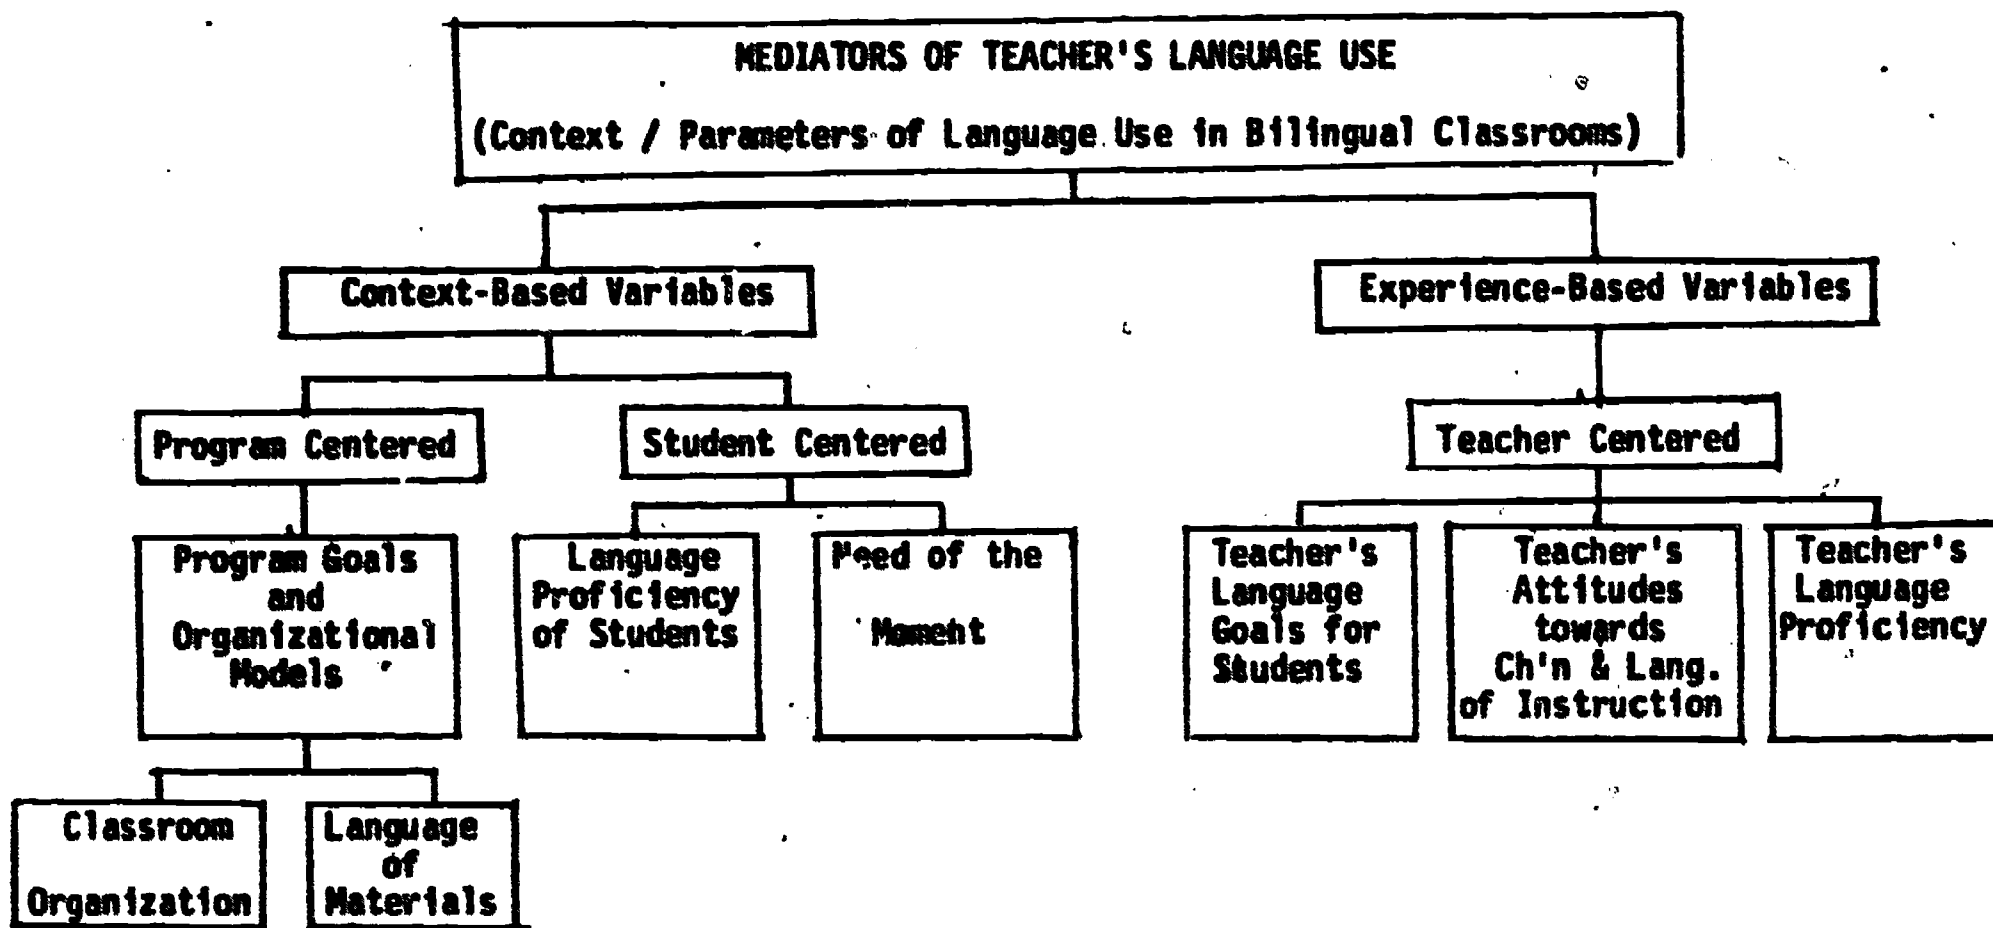 MEDIATORS OF TEACHER'S LANGUAGE USE
(Context / Parameters of Language Use in Bilingual Classrooms)
Context-Based Variables
Experience-Based Variables
Program Centered
Student Centered
Teacher Centered
Program Goals
and
Organizational
Models
Language
Proficiency
of Students
Need of the
Moment
Teacher's
Language
Goals for
Students
Teacher's
Attitudes
towards
Ch'n & Lang.
of Instruction
Teacher's
Language
Proficiency
Classroom
Organization
Language
of
Materials